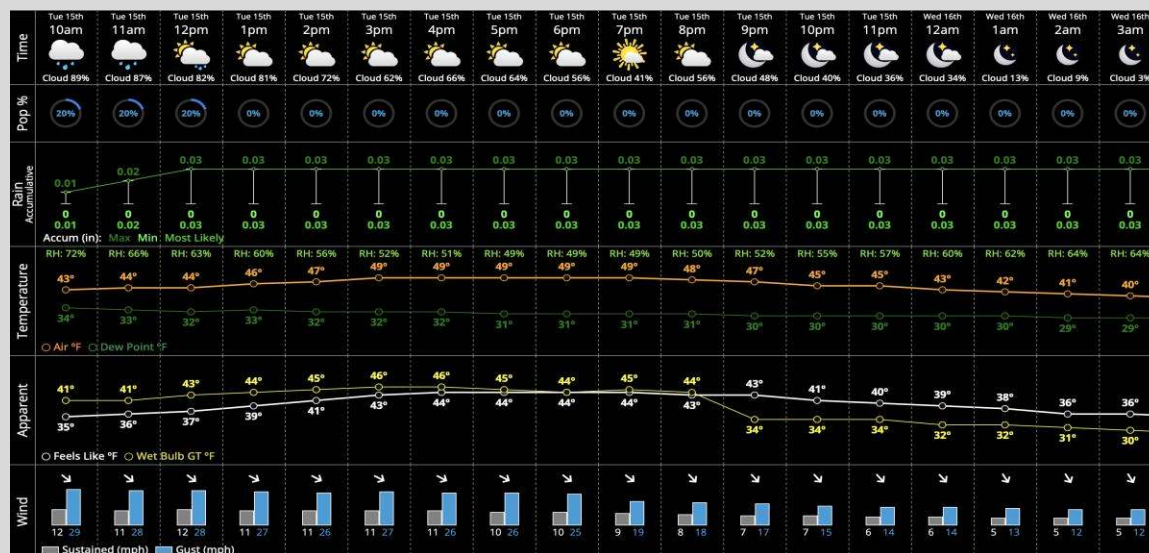 Time
Tue 15th Tue 15th Tue 15th Tue 15th Tue 15th Tue 15th Tue 15th Tue 15th Tue 15th Tue 15th Tue 15th Tue 15th Tue 15th Tue 15th Wed 16th Wed 16th Wed 16th Wed 16th
10am 11am 12pm 1pm 2pm 3pm 4pm 5pm 6pm 7pm 8pm 9pm 10pm 11pm 12am 1am 2am 3am
Cloud 89% Cloud 87% Cloud 82% Cloud 81% Cloud 72% Cloud 62% Cloud 66% Cloud 64% Cloud 56% Cloud 41% Cloud 56% Cloud 48% Cloud 40% Cloud 36% Cloud 34% Cloud 13% Cloud 9% Cloud 3%
Pop %
20% 20% 20% 0% 0% 0% 0% 0% 0% 0% 0% 0% 0% 0% 0% 0% 0% 0%
Rain
Accumulative
0.01 0.02 0.03 0.03 0.03 0.03 0.03 0.03 0.03 0.03 0.03 0.03 0.03 0.03 0.03 0.03 0.03 0.03
0 0 0 0 0 0 0 0 0 0 0 0 0 0 0 0 0 0
0.01 0.02 0.03 0.03 0.03 0.03 0.03 0.03 0.03 0.03 0.03 0.03 0.03 0.03 0.03 0.03 0.03 0.03
Accum (in): Max Min Most Likely
Temperature
RH: 72% RH: 66% RH: 63% RH: 60% RH: 56% RH: 52% RH: 51% RH: 49% RH: 49% RH: 49% RH: 50% RH: 52% RH: 55% RH: 57% RH: 60% RH: 62% RH: 64% RH: 64%
43° 44° 44° 46° 47° 49° 49° 49° 49° 49° 48° 47° 45° 45° 43° 42° 41° 40°
34° 33° 32° 33° 32° 32° 32° 31° 31° 31° 31° 30° 30° 30° 30° 30° 29° 29°
Air °F Dew Point °F
Apparent
41° 41° 43° 44° 45° 46° 46° 45° 44° 45° 44° 43° 41° 40° 39° 38° 36° 36°
35° 36° 37° 39° 41° 43° 44° 44° 44° 44° 43° 34° 34° 34° 32° 32° 31° 30°
Feels Like °F Wet Bulb GT °F
Wind
12 29 11 28 12 28 11 27 11 26 11 27 11 26 10 26 10 25 9 19 8 18 7 17 7 15 6 14 6 14 5 13 5 12 5 12
Sustained (mph) Gust (mph)